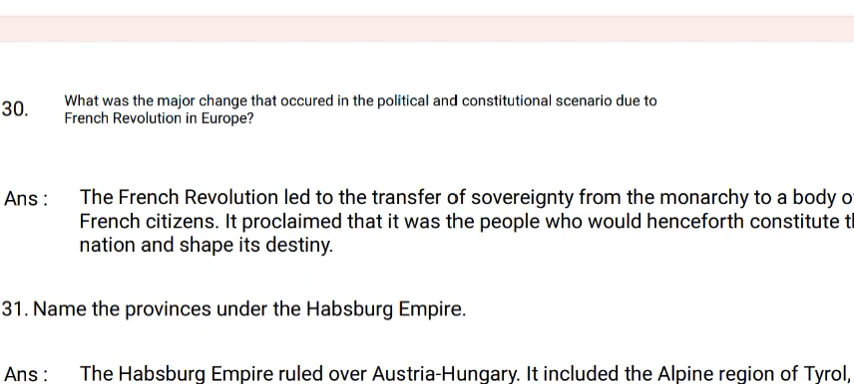 30.
What was the major change that occured in the political and constitutional scenario due to
French Revolution in Europe?
Ans :
The French Revolution led to the transfer of sovereignty from the monarchy to a body
French citizens. It proclaimed that it was the people who would henceforth constitute
nation and shape its destiny.
31. Name the provinces under the Habsburg Empire.
Ans :
The Habsburg Empire ruled over Austria-Hungary. It included the Alpine region of Tyrol,